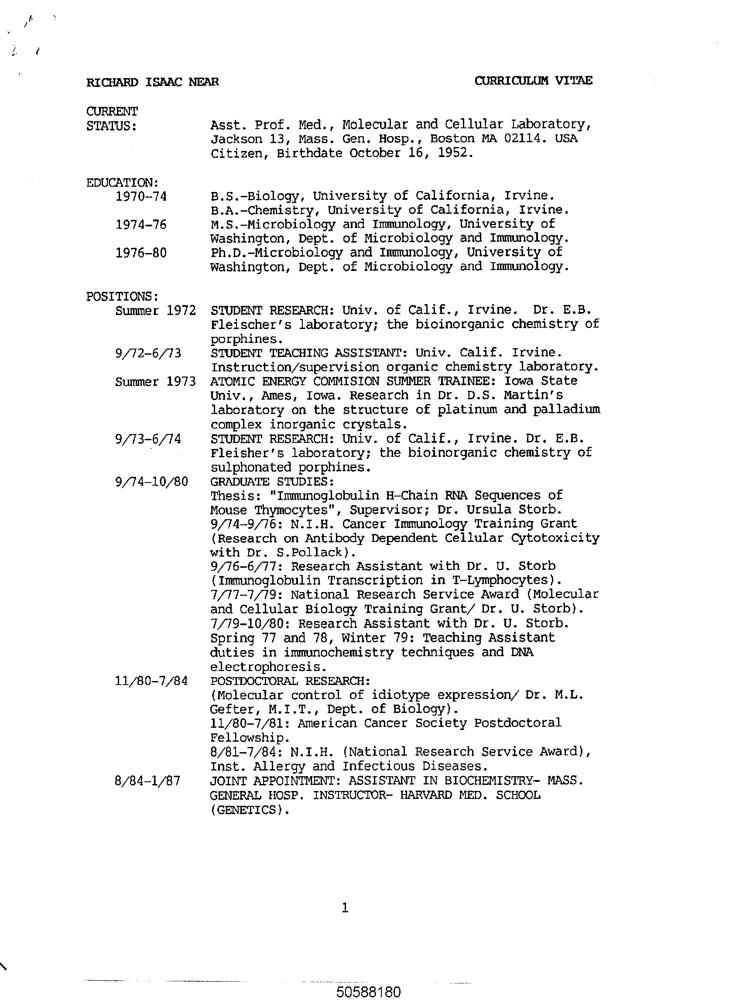 RICHARD ISAAC NEAR CURRICULUM VITAE
CURRENT
STATUS: Asst. Prof. Med., Molecular and Cellular Laboratory,
Jackson 13, Mass. Gen. Hosp., Boston MA 02114. USA
Citizen, Birthdate October 16, 1952.
EDUCATION:
1970-74 B.S.-Biology, University of California, Irvine.
B.A.-Chemistry, University of California, Irvine.
1974-76 M.S.-Microbiology and Immunology, University of
Washington, Dept. of Microbiology and Immunology.
1976-80 Ph.D.-Microbiology and Immunology, University of
Washington, Dept. of Microbiology and Immunology.
POSITIONS:
Summer 1972 STUDENT RESEARCH: Univ. of Calif., Irvine. Dr. E.B.
Fleischer's laboratory; the bioinorganic chemistry of
porphines.
9/72-6/73 STUDENT TEACHING ASSISTANT: Univ. Calif. Irvine.
Instruction/supervision organic chemistry laboratory.
Summer 1973 ATOMIC ENERGY COMMISION SUMMER TRAINEE: Iowa State
Univ., Ames, Iowa. Research in Dr. D.S. Martin's
laboratory on the structure of platinum and palladium
complex inorganic crystals.
9/73-6/74 STUDENT RESEARCH: Univ. of Calif., Irvine. Dr. E.B.
Fleisher's laboratory; the bioinorganic chemistry of
sulphonated porphines.
9/74-10/80 GRADUATE STUDIES:
Thesis: "Immunoglobulin H-Chain RNA Sequences of
Mouse Thymocytes", Supervisor; Dr. Ursula Storb.
9/74-9/76: N.I.H. Cancer Immunology Training Grant
(Research on Antibody Dependent Cellular Cytotoxicity
with Dr. S.Pollack).
9/76-6/77: Research Assistant with Dr. U. Storb
(Immunoglobulin Transcription in T-Lymphocytes).
7/77-7/79: National Research Service Award (Molecular
and Cellular Biology Training Grant/ Dr. U. Storb).
7/79-10/80: Research Assistant with Dr. U. Storb.
Spring 77 and 78, Winter 79: Teaching Assistant
duties in immunochemistry techniques and DNA
electrophoresis.
11/80-7/84 POSTDOCTORAL RESEARCH:
(Molecular control of idiotype expression/ Dr. M.L.
Gefter, M.I.T., Dept. of Biology).
11/80-7/81: American Cancer Society Postdoctoral
Fellowship.
8/81-7/84: N.I.H. (National Research Service Award),
Inst. Allergy and Infectious Diseases.
8/84-1/87 JOINT APPOINTMENT: ASSISTANT IN BIOCHEMISTRY- MASS.
GENERAL HOSP. INSTRUCTOR- HARVARD MED. SCHOOL
(GENETICS).
1
50588180